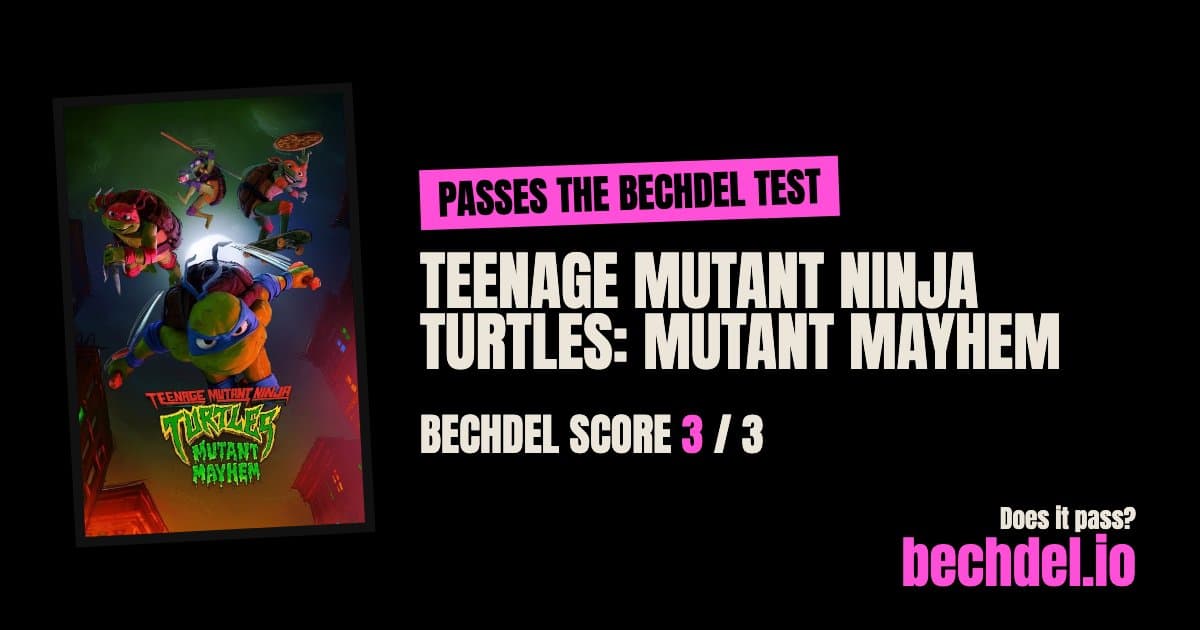 TEENAGE MUTANT NINJA
TURTLES
MUTANT
MAYHEM
PASSES THE BECHDEL TEST
TEENAGE MUTANT NINJA
TURTLES: MUTANT MAYHEM
BECHDEL SCORE 3 / 3
Does it pass?
bechdel.io